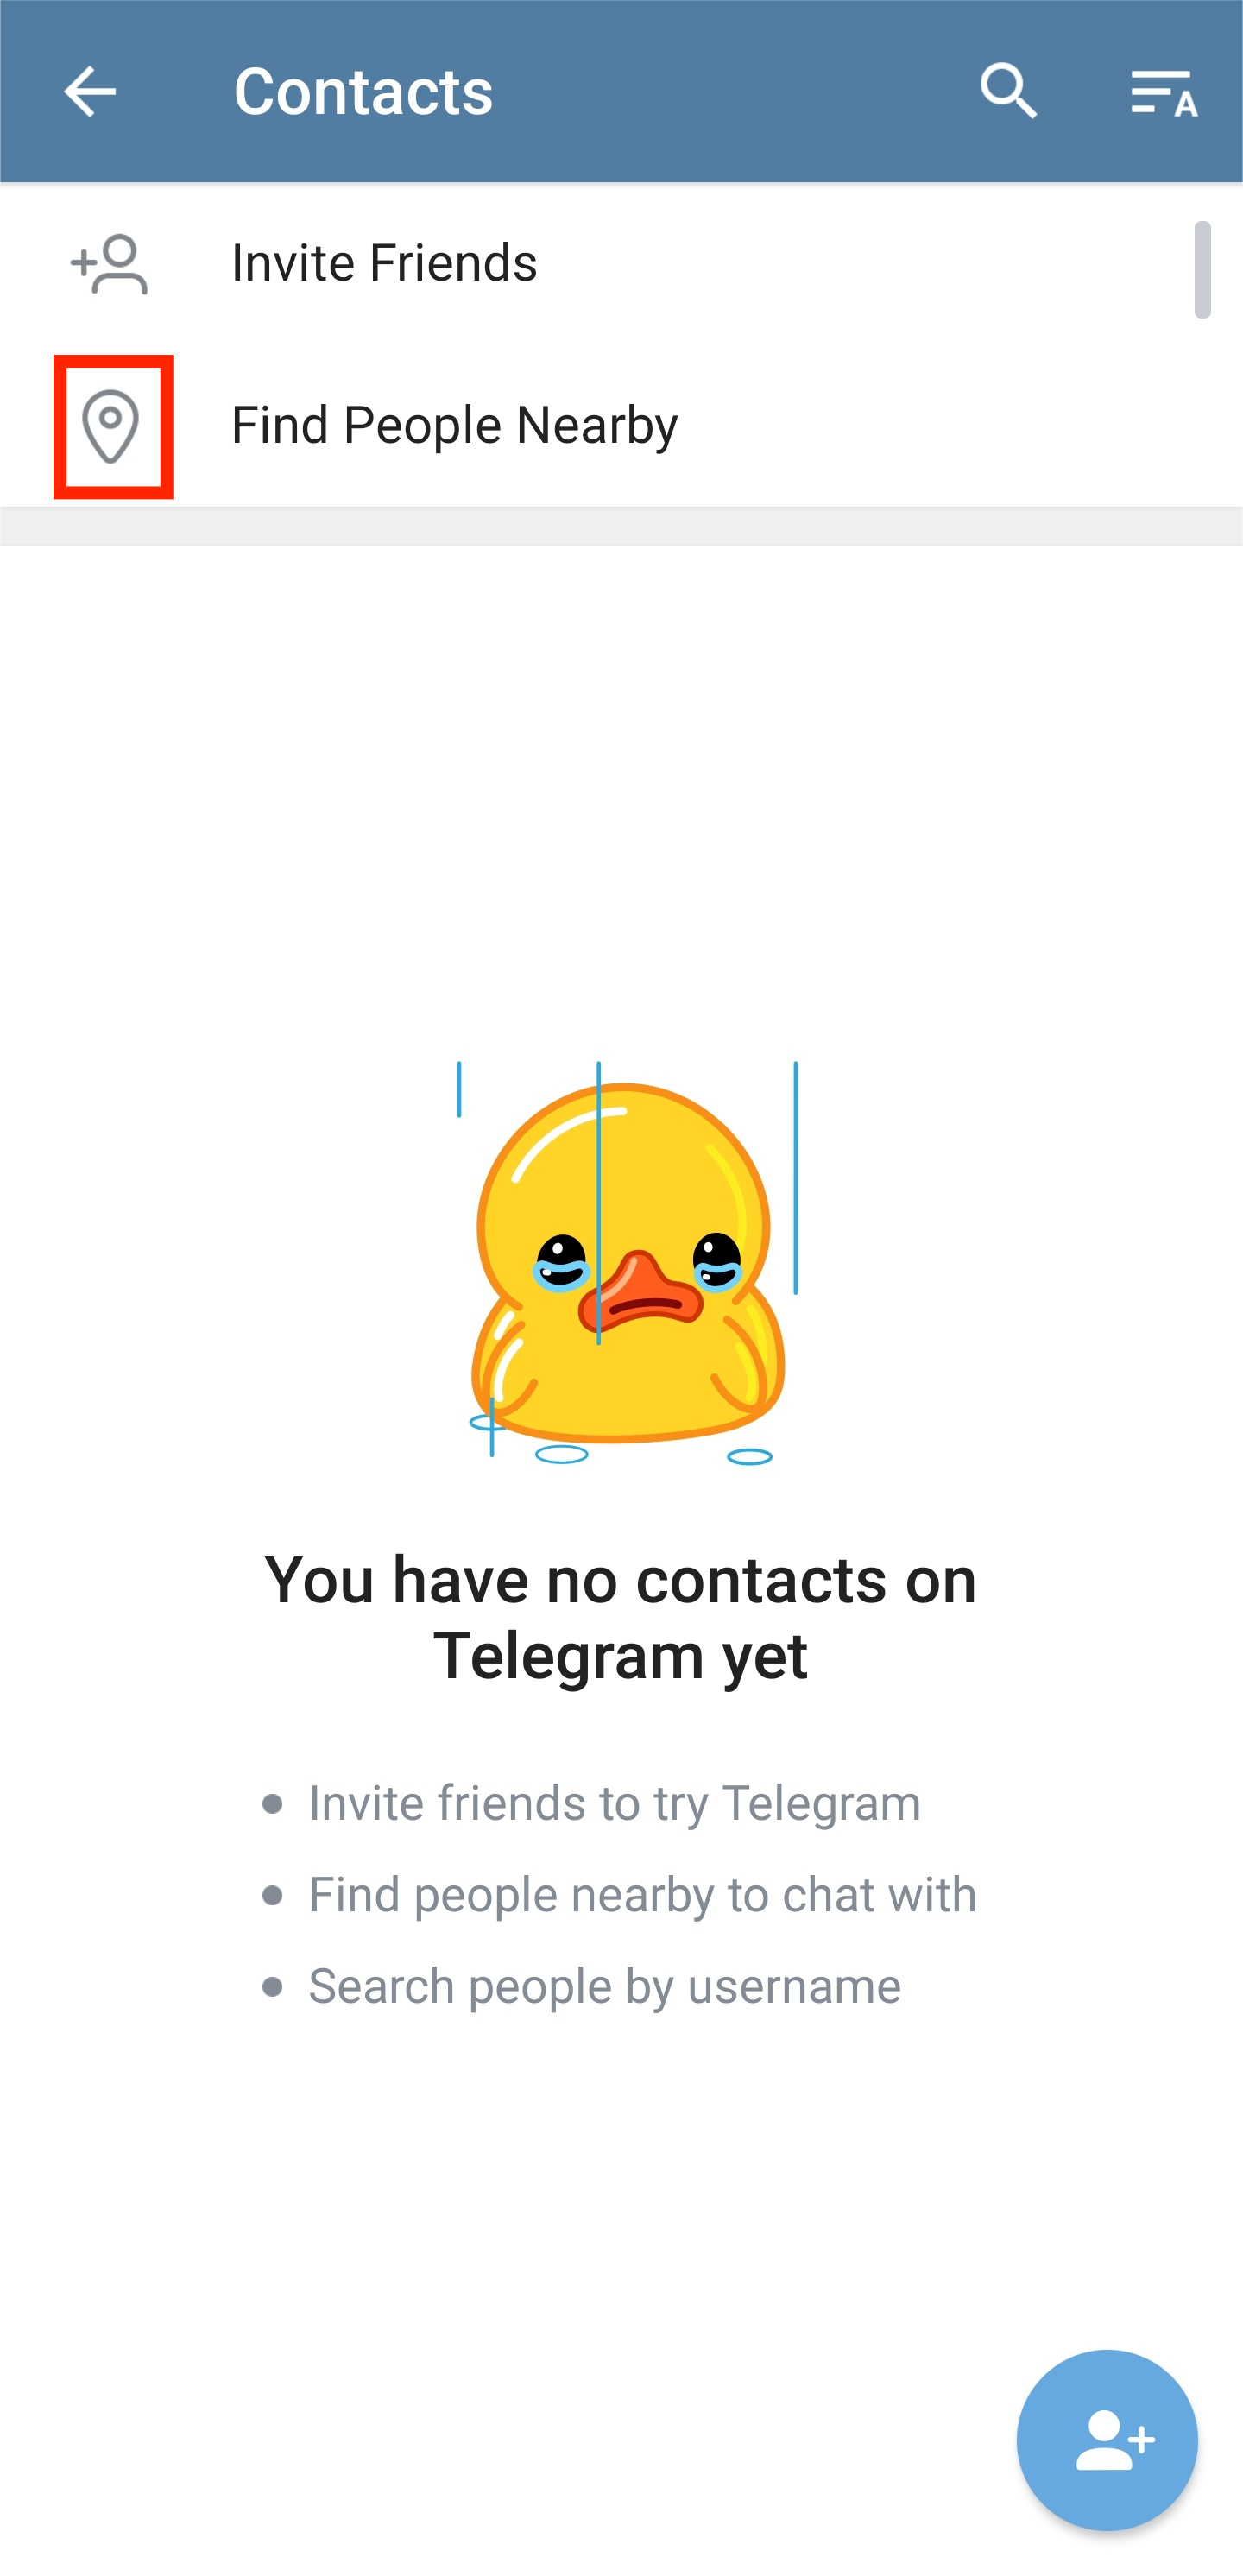 Contacts
A
Invite Friends
Find People Nearby
You have no contacts on
Telegram yet
Invite friends to try Telegram
Find people nearby to chat with
Search people by username